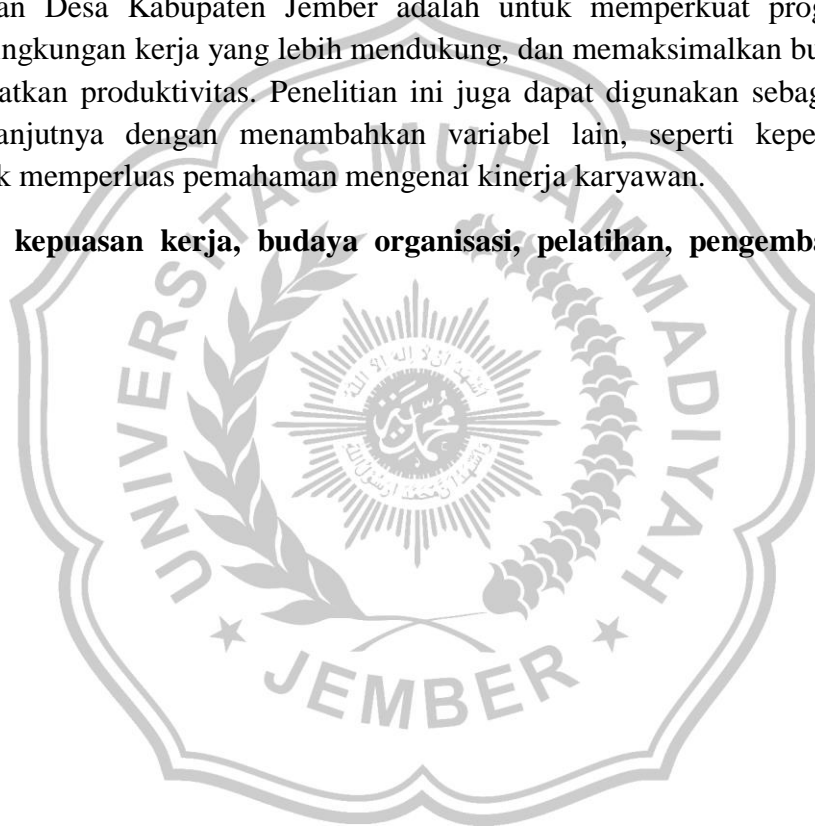 an Desa Kabupaten Jember adalah untuk memperkuat prog
ingkungan kerja yang lebih mendukung, dan memaksimalkan bu
atkan produktivitas. Penelitian ini juga dapat digunakan sebag
anjutnya dengan menambahkan variabel lain, seperti kepe
k memperluas pemahaman mengenai kinerja karyawan.
kepuasan kerja, budaya organisasi, pelatihan, pengemba
UNIVERSITAS MUHAMMADIYAH
JEMBER